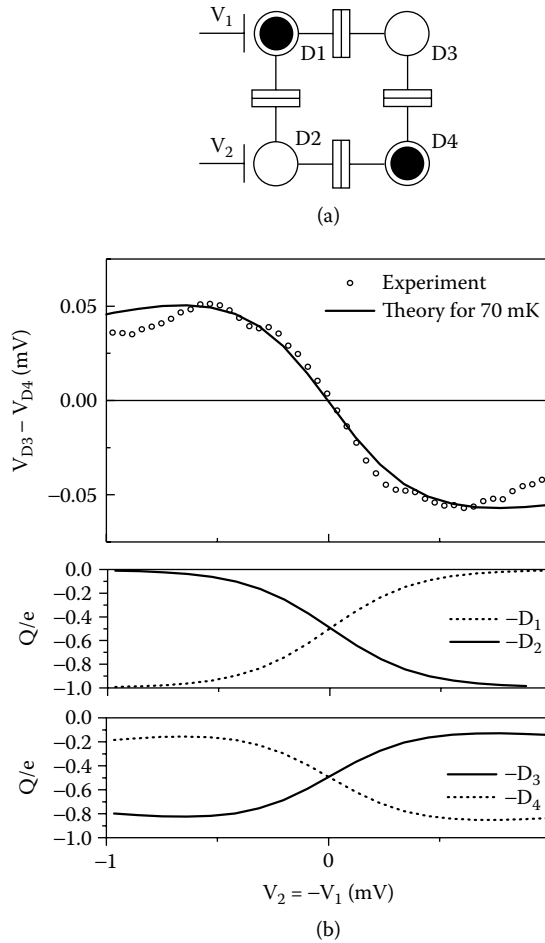 V1
D1
D3
V2
D2
D4
(a)
Experiment
Theory for 70 mK
VD3 – VD4 (mV)
0.05
0.00
−0.05
Q/e
0.0
−0.2
−0.4
−0.6
−0.8
−1.0
−D1
−D2
Q/e
0.0
−0.2
−0.4
−0.6
−0.8
−1.0
−D3
−D4
−1
0
1
V2 = −V1 (mV)
(b)